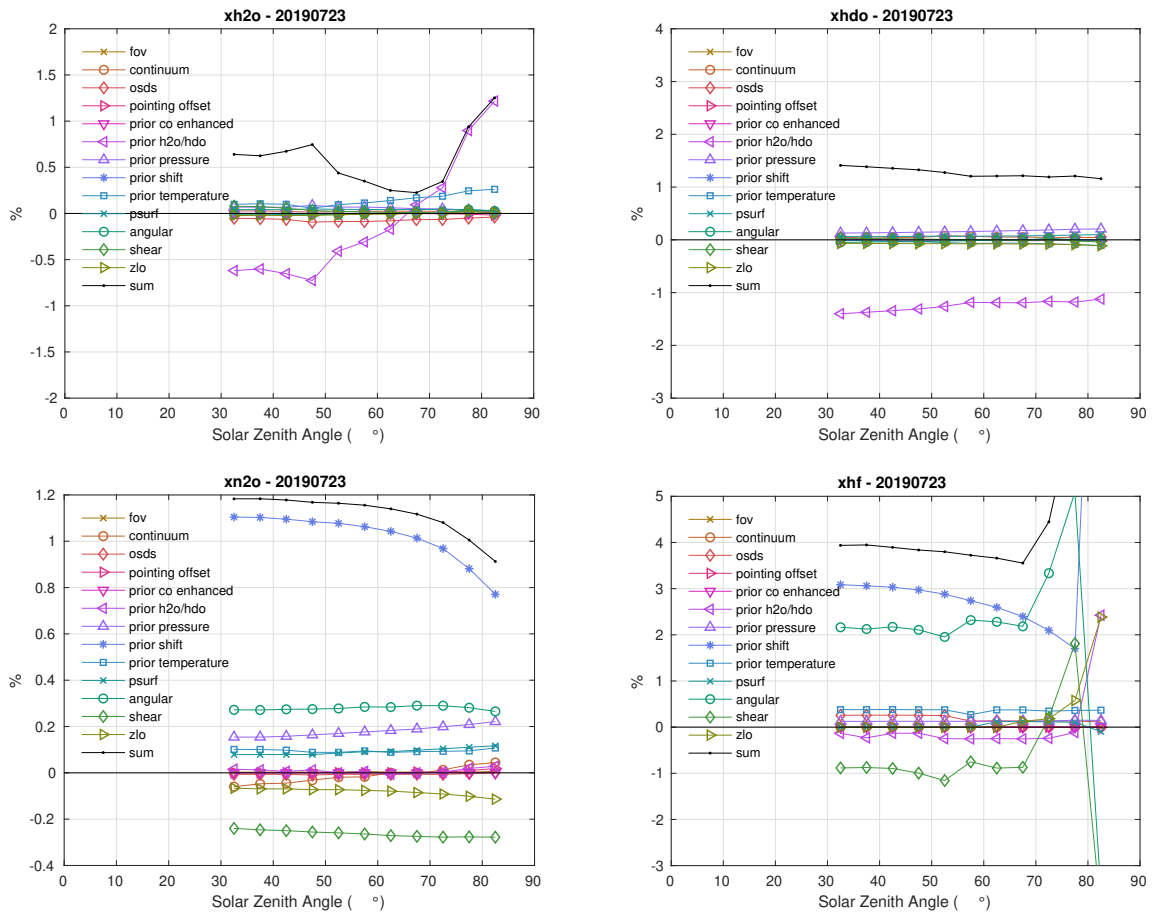 xh2o - 20190723
2
1.5
1
0.5
0
-0.5
-1
-1.5
-2
%
fov
continuum
osds
pointing offset
prior co enhanced
prior h2o/hdo
prior pressure
prior shift
prior temperature
psurf
angular
shear
zlo
sum
0 10 20 30 40 50 60 70 80 90
Solar Zenith Angle ( °)
xhdo - 20190723
4
3
2
1
0
-1
-2
-3
%
fov
continuum
osds
pointing offset
prior co enhanced
prior h2o/hdo
prior pressure
prior shift
prior temperature
psurf
angular
shear
zlo
sum
0 10 20 30 40 50 60 70 80 90
Solar Zenith Angle ( °)
xn2o - 20190723
1.2
1
0.8
0.6
0.4
0.2
0
-0.2
-0.4
%
fov
continuum
osds
pointing offset
prior co enhanced
prior h2o/hdo
prior pressure
prior shift
prior temperature
psurf
angular
shear
zlo
sum
0 10 20 30 40 50 60 70 80 90
Solar Zenith Angle ( °)
xhf - 20190723
5
4
3
2
1
0
-1
-2
-3
%
fov
continuum
osds
pointing offset
prior co enhanced
prior h2o/hdo
prior pressure
prior shift
prior temperature
psurf
angular
shear
zlo
sum
0 10 20 30 40 50 60 70 80 90
Solar Zenith Angle ( °)